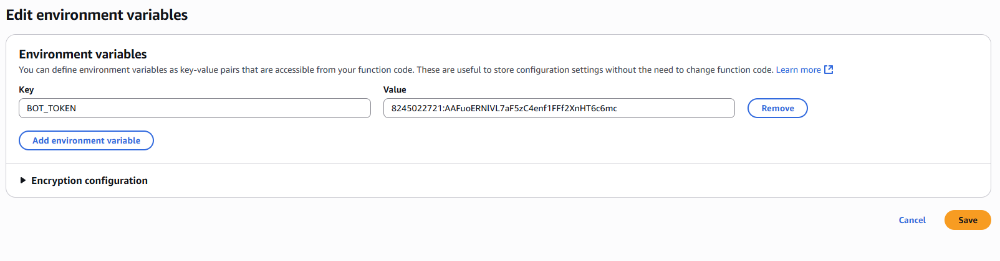 Edit environment variables
Environment variables
You can define environment variables as key-value pairs that are accessible from your function code. These are useful to store configuration settings without the need to change function code. Learn more
Key Value
BOT_TOKEN 8245022721:AAFuoERNlVL7aF5zC4enf1FFf2XnHT6c6mc Remove
Add environment variable
Encryption configuration
Cancel Save